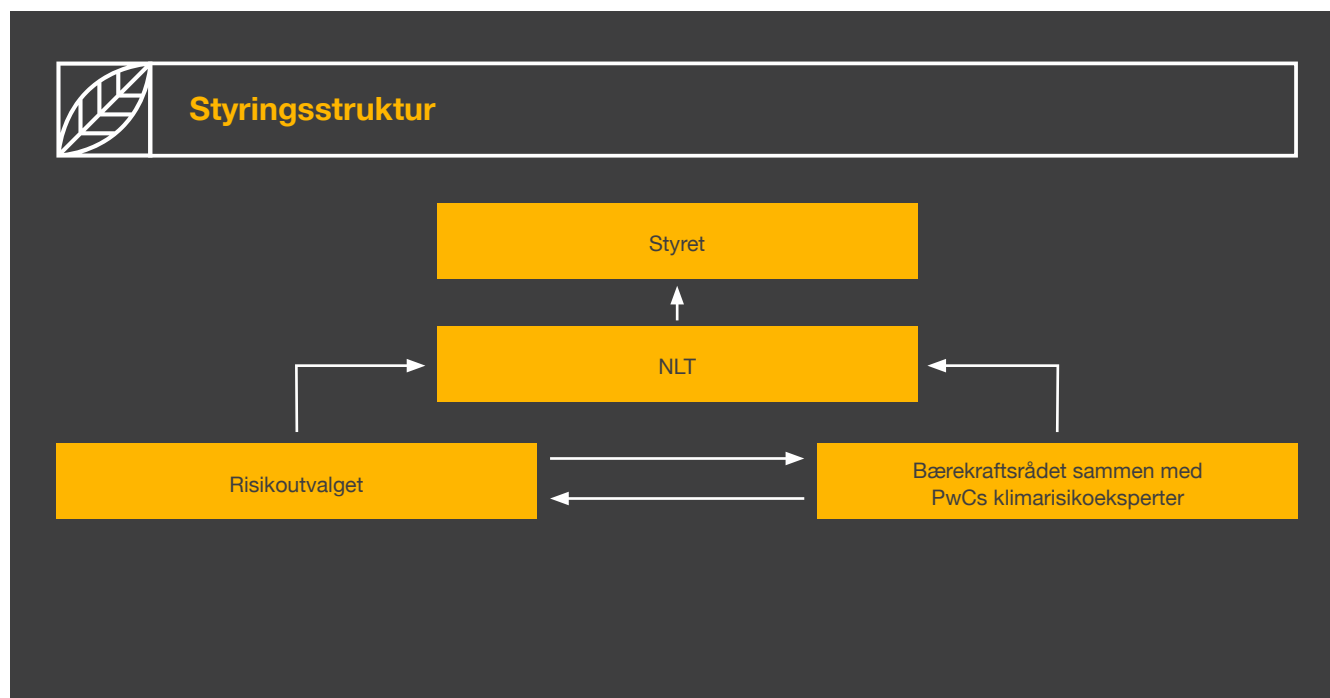 Styringsstruktur
Styret
NLT
Risikoutvalget
Bærekraftsrådet sammen med
PwCs klimarisikoeksperter